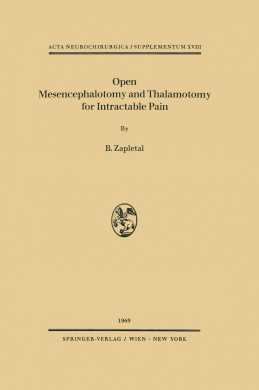 ACTA NEUROCHIRURGICA / SUPPLEMENTUM XVIII
Open
Mesencephalotomy and Thalamotomy
for Intractable Pain
By
B. Zapletal
1969
SPRINGER-VERLAG / WIEN · NEW YORK